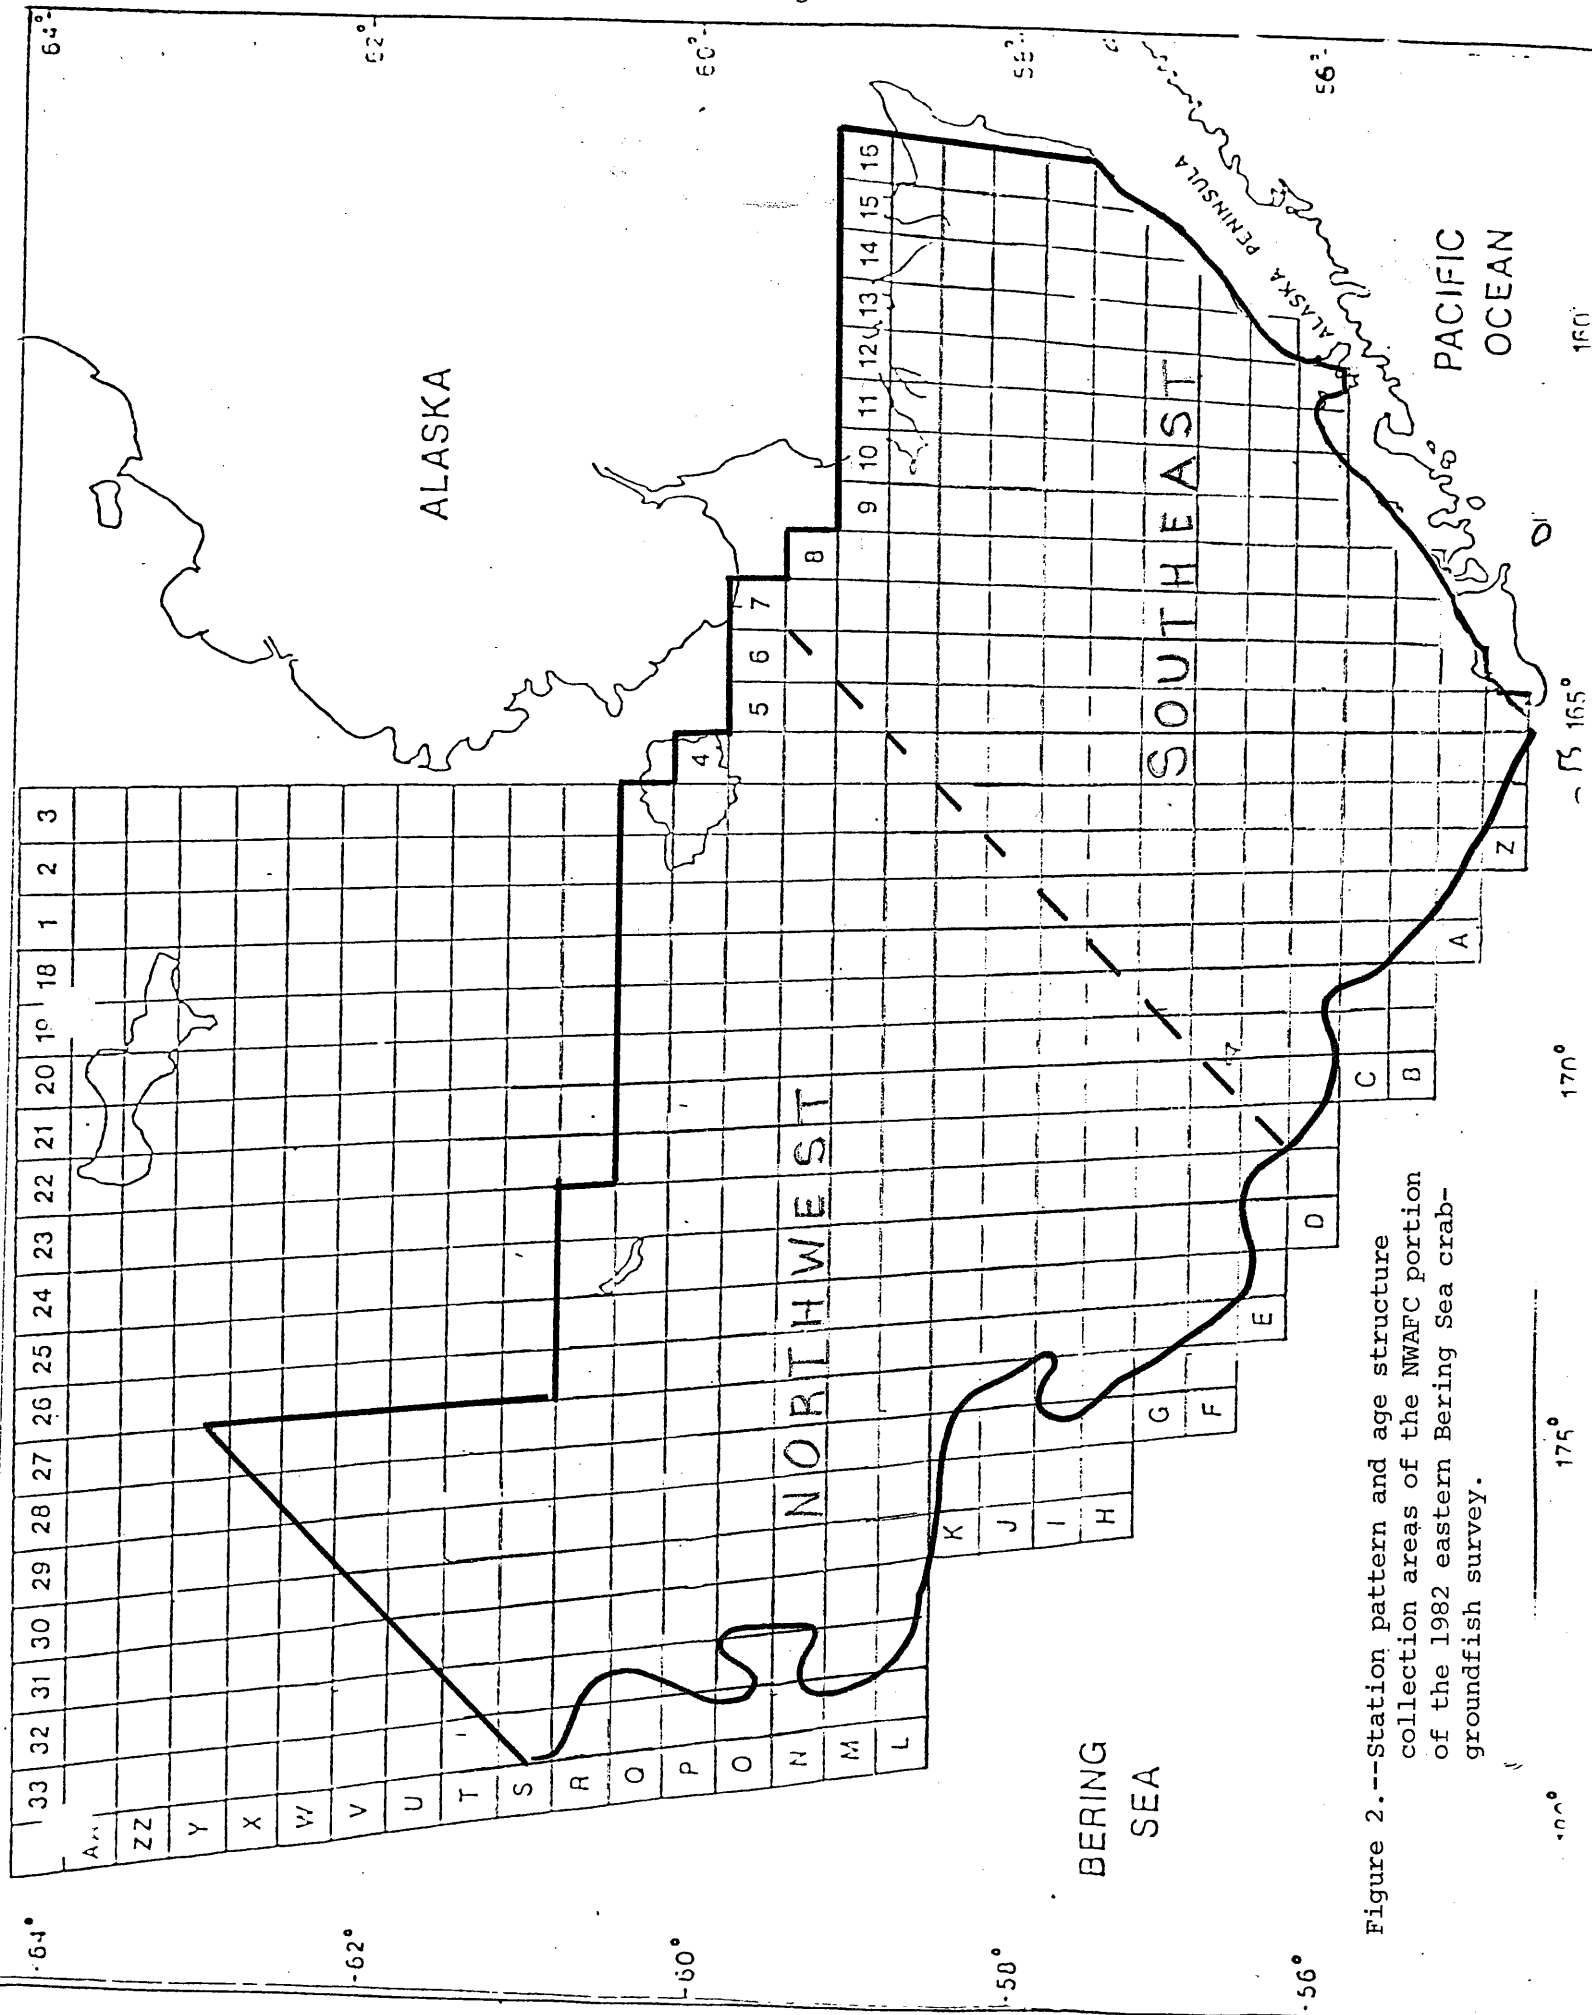 64° 62° 60° 58° 56°
33 32 31 30 29 28 27 26 25 24 23 22 21 20 18 1 2 3
4 5 6 7 8 9 10 11 12 13 14 15 16
ZZ
Y
X
W
V
U
T
S
R
Q
P
O
N
M
L
K
J
I
H
G
F
E
D
C
B
A
Z
ALASKA
NORTHWEST
SOUTHEAST
ALASKA PENINSULA
PACIFIC
OCEAN
BERING
SEA
64°
62°
60°
58°
56°
175°
170°
165°
160°
Figure 2.--Station pattern and age structure
collection areas of the NWAFC portion
of the 1982 eastern Bering Sea crab-
groundfish survey.